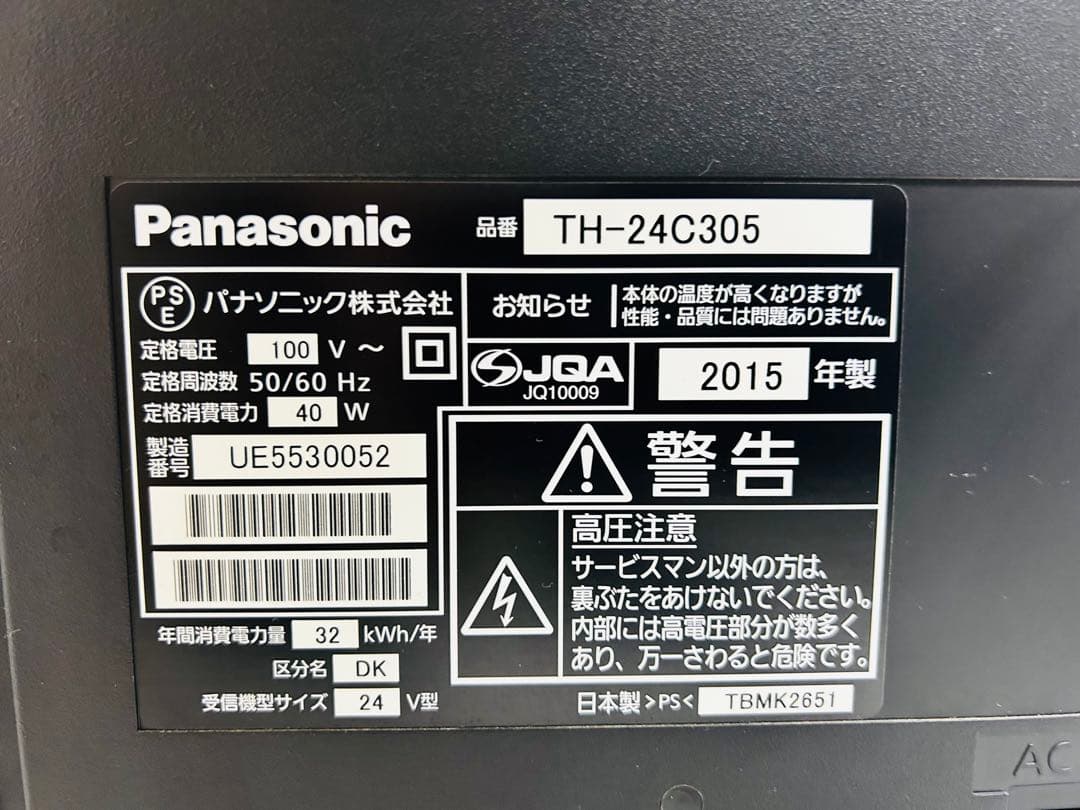 Panasonic
品番 TH-24C305
PSE パナソニック株式会社
定格電圧 100 V ～
定格周波数 50/60 Hz
定格消費電力 40 W
製造番号 UE5530052
お知らせ
本体の温度が高くなりますが
性能・品質には問題ありません。
JQA
JQ10009
2015 年製
警告
高圧注意
サービスマン以外の方は、
裏ぶたをあけないでください。
内部には高電圧部分が数多く
あり、万一さわると危険です。
年間消費電力量 32 kWh/年
区分名 DK
受信機型サイズ 24 V型
日本製 >PS< TBMK2651
AC